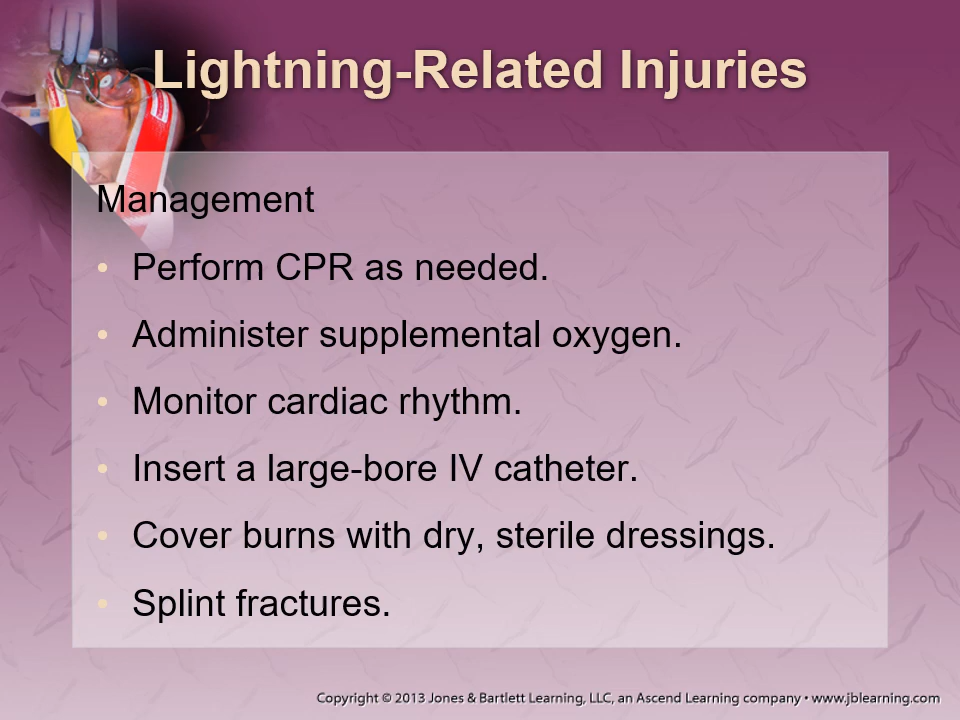 Lightning-Related Injuries
Management
• Perform CPR as needed.
• Administer supplemental oxygen.
• Monitor cardiac rhythm.
• Insert a large-bore IV catheter.
• Cover burns with dry, sterile dressings.
• Splint fractures.
Copyright © 2013 Jones & Bartlett Learning, LLC, an Ascend Learning company • www.jblearning.com